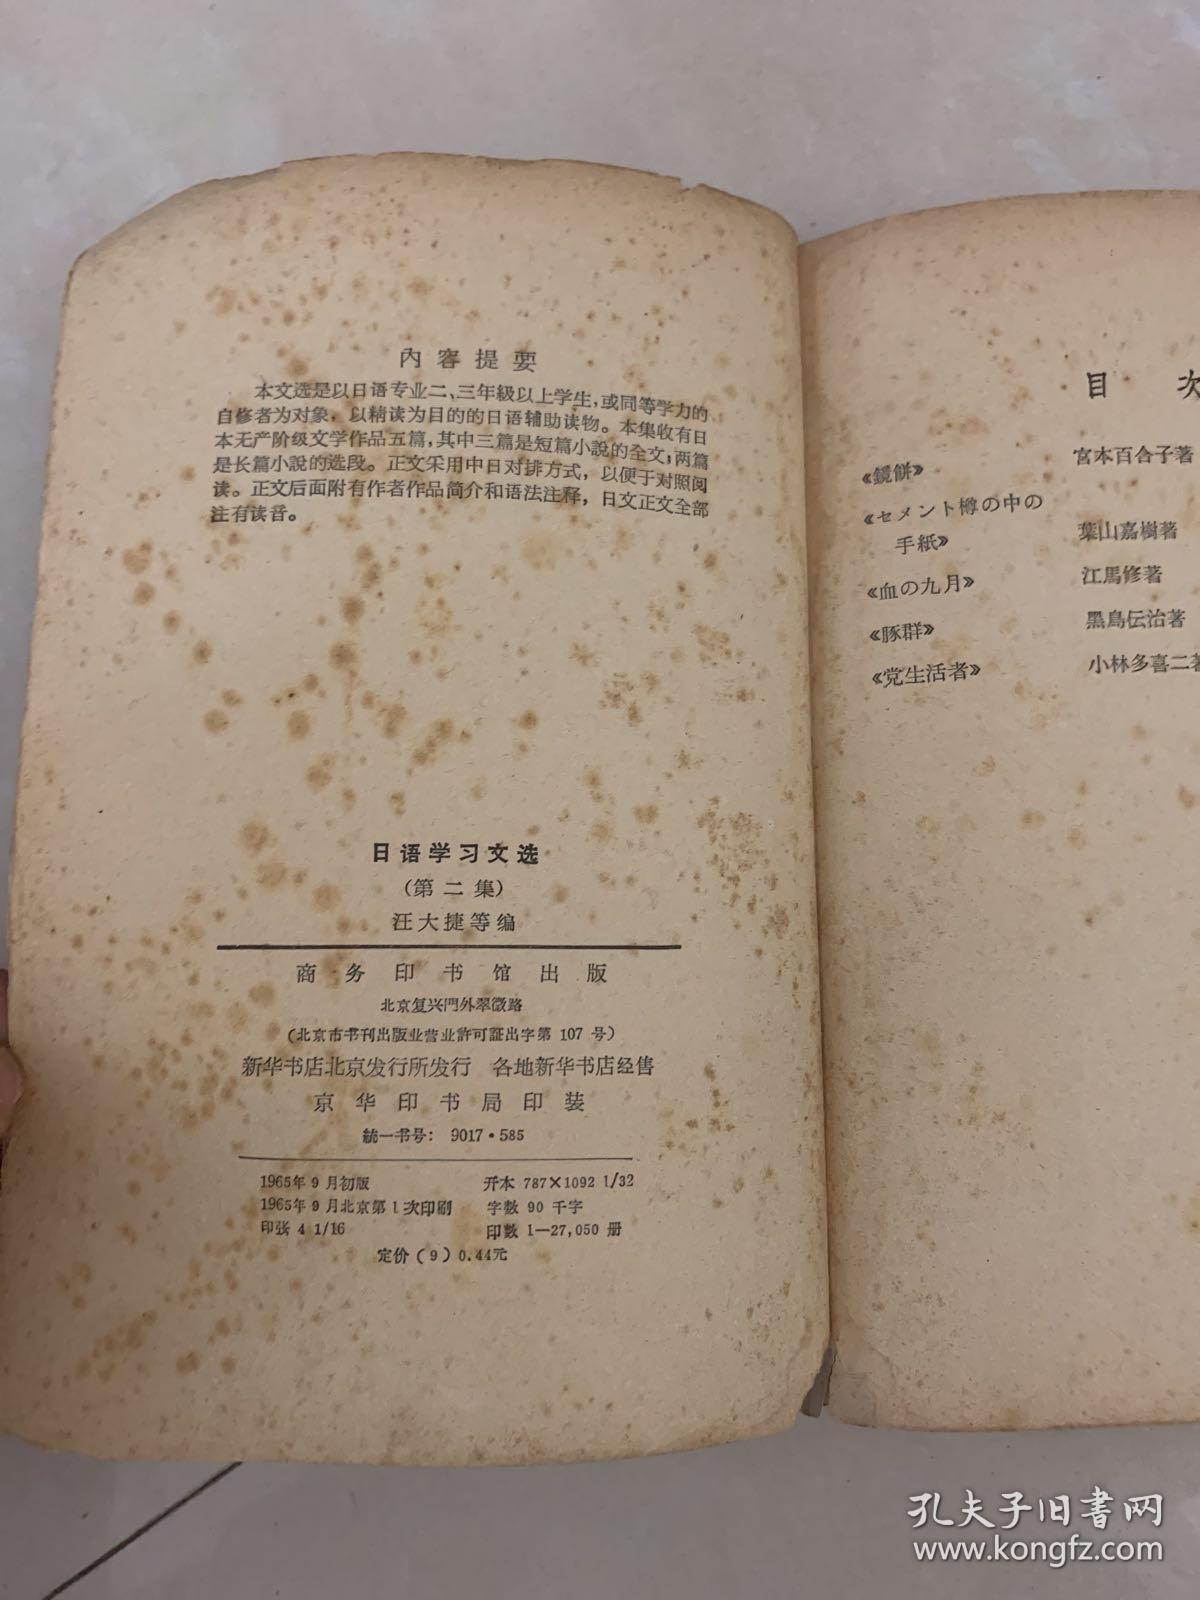 內容提要
本文选是以日语专业二、三年級以上学生，或同等学力的
自修者为对象，以精读为目的的日语辅助读物。本集收有日
本无产阶级文学作品五篇，其中三篇是短篇小說的全文，两篇
是长篇小說的选段。正文采用中日对排方式，以便于对照阅
读。正文后面附有作者作品简介和语法注释，日文正文全部
注有读音。
日语学习文选
（第二集）
汪大捷等编
商务印书馆出版
北京复兴門外翠微路
（北京市书刊出版业营业許可証出字第 107 号）
新华书店北京发行所发行 各地新华书店经售
京华印书局印装
統一书号：9017·585
1965年9月初版 开本 787×1092 1/32
1965年9月北京第1次印刷 字数 90 千字
印张 4 1/16 印数 1—27,050 册
定价（9）0.44元
目次
《鏡餅》 宮本百合子著
《セメント樽の中の
手紙》 葉山嘉樹著
《血の九月》 江馬修著
《豚群》 黑島伝治著
《党生活者》 小林多喜二著
孔夫子旧书网
www.kongfz.com